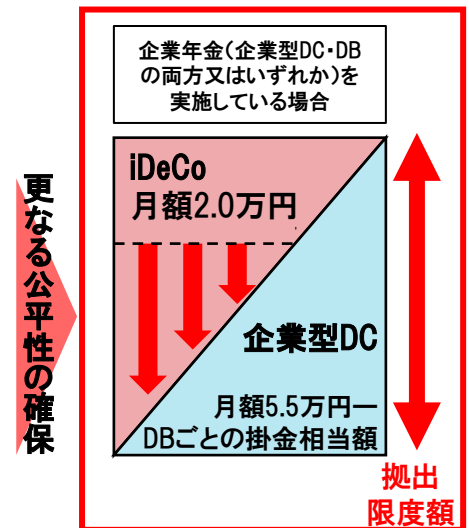 更なる公平性の確保
企業年金(企業型DC・DB
の両方又はいずれか)を
実施している場合
iDeCo
月額2.0万円
企業型DC
月額5.5万円ー
DBごとの掛金相当額
拠出
限度額